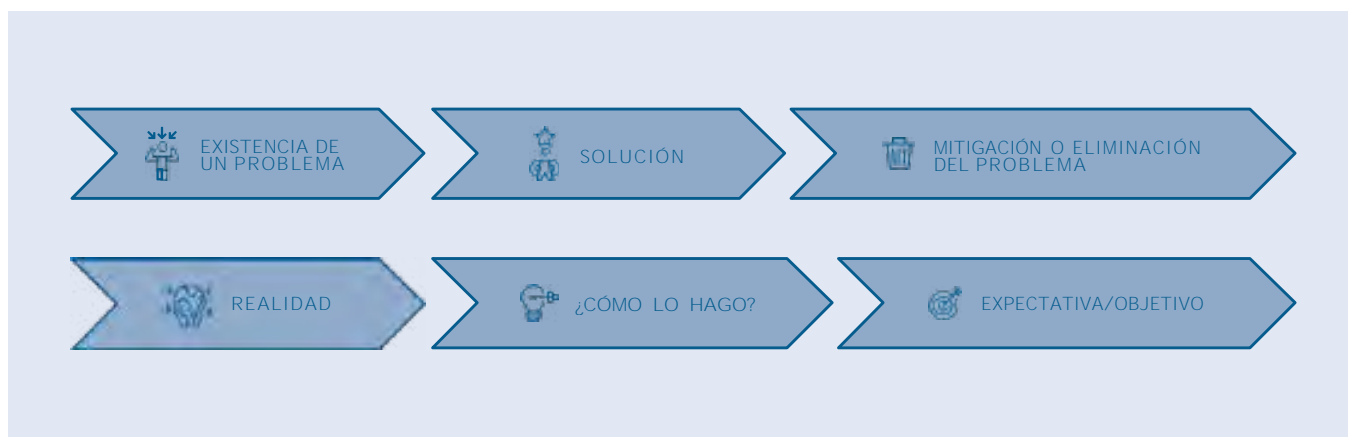 EXISTENCIA DE
UN PROBLEMA
SOLUCIÓN
MITIGACIÓN O ELIMINACIÓN
DEL PROBLEMA
REALIDAD
¿CÓMO LO HAGO?
EXPECTATIVA/OBJETIVO